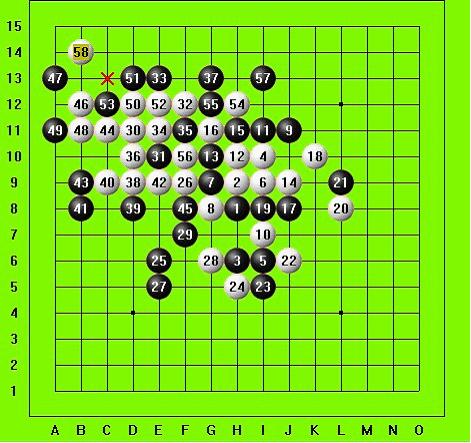 15
14 58
13 47 51 33 37 57
12 46 53 50 52 32 55 54
11 49 48 44 30 34 35 16 15 11 9
10 36 31 56 13 12 4 18
9 43 40 38 42 26 7 2 6 14 21
8 41 39 45 8 1 19 17 20
7 29 10
6 25 28 3 5 22
5 27 24 23
4
3
2
1
A B C D E F G H I J K L M N O